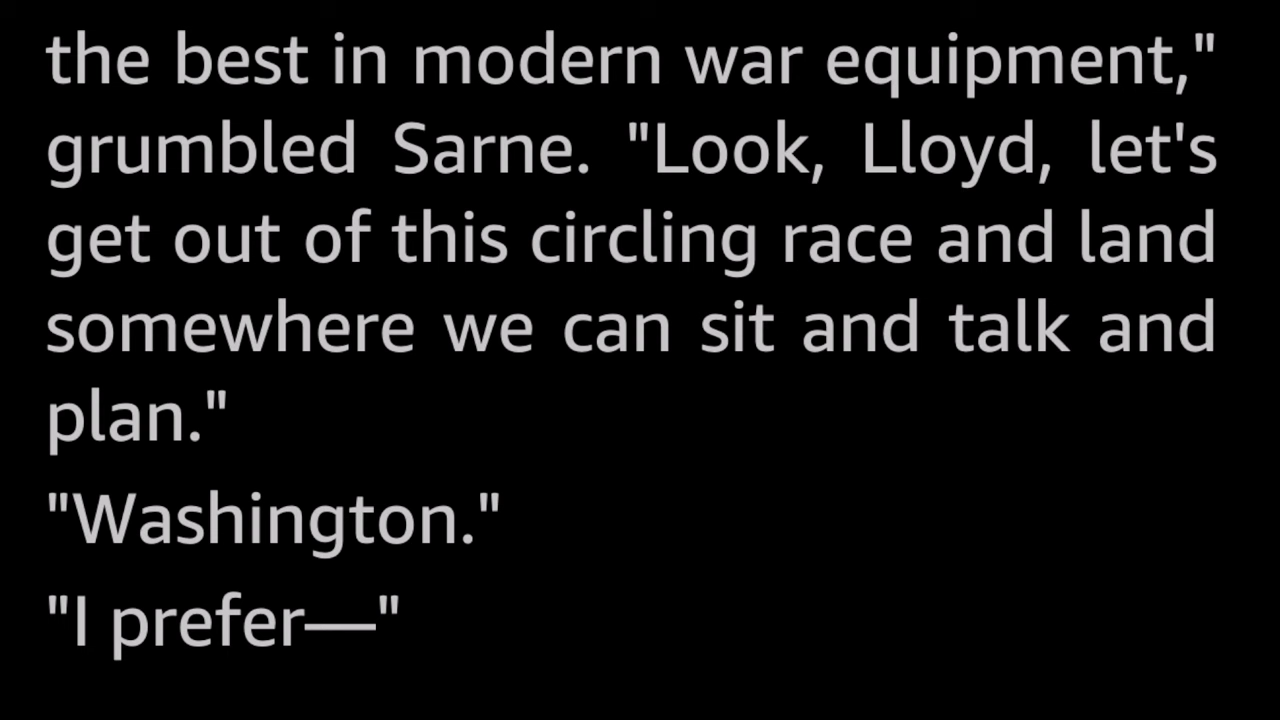 the best in modern war equipment,"
grumbled Sarne. "Look, Lloyd, let's
get out of this circling race and land
somewhere we can sit and talk and
plan."
"Washington."
"I prefer—"